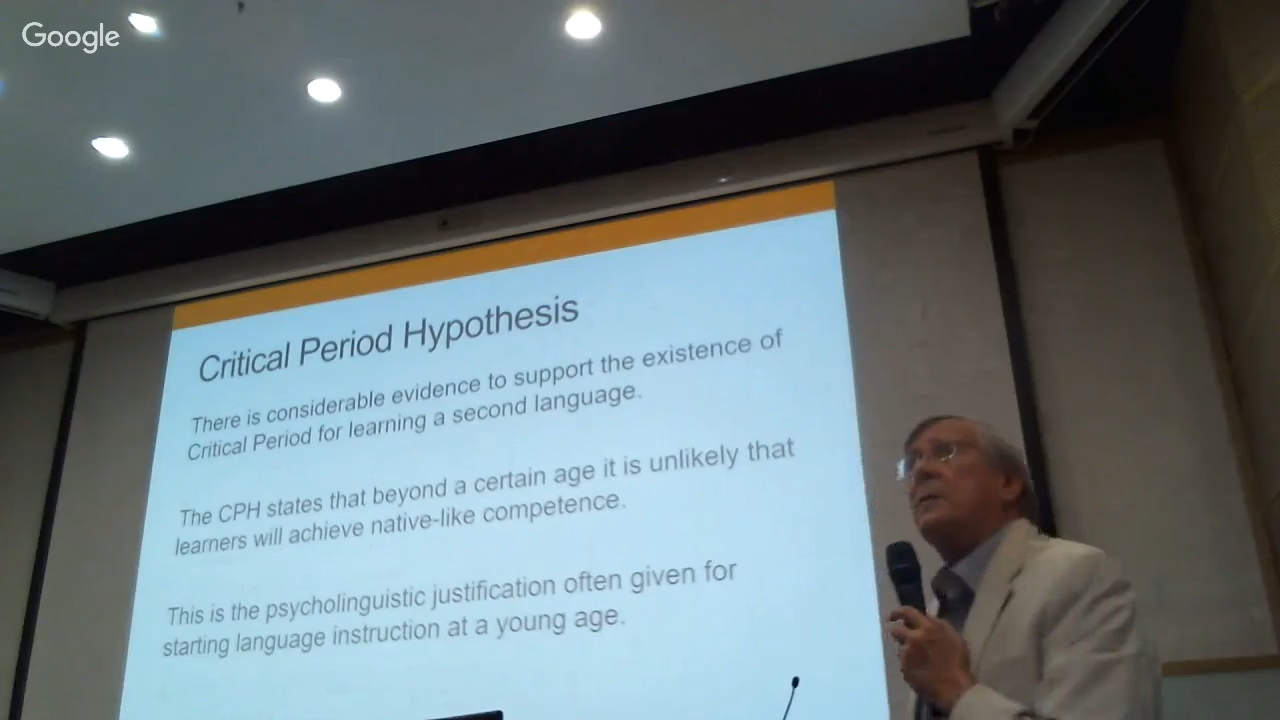 Google
Critical Period Hypothesis
There is considerable evidence to support the existence of
Critical Period for learning a second language.
The CPH states that beyond a certain age it is unlikely that
learners will achieve native-like competence.
This is the psycholinguistic justification often given for
starting language instruction at a young age.